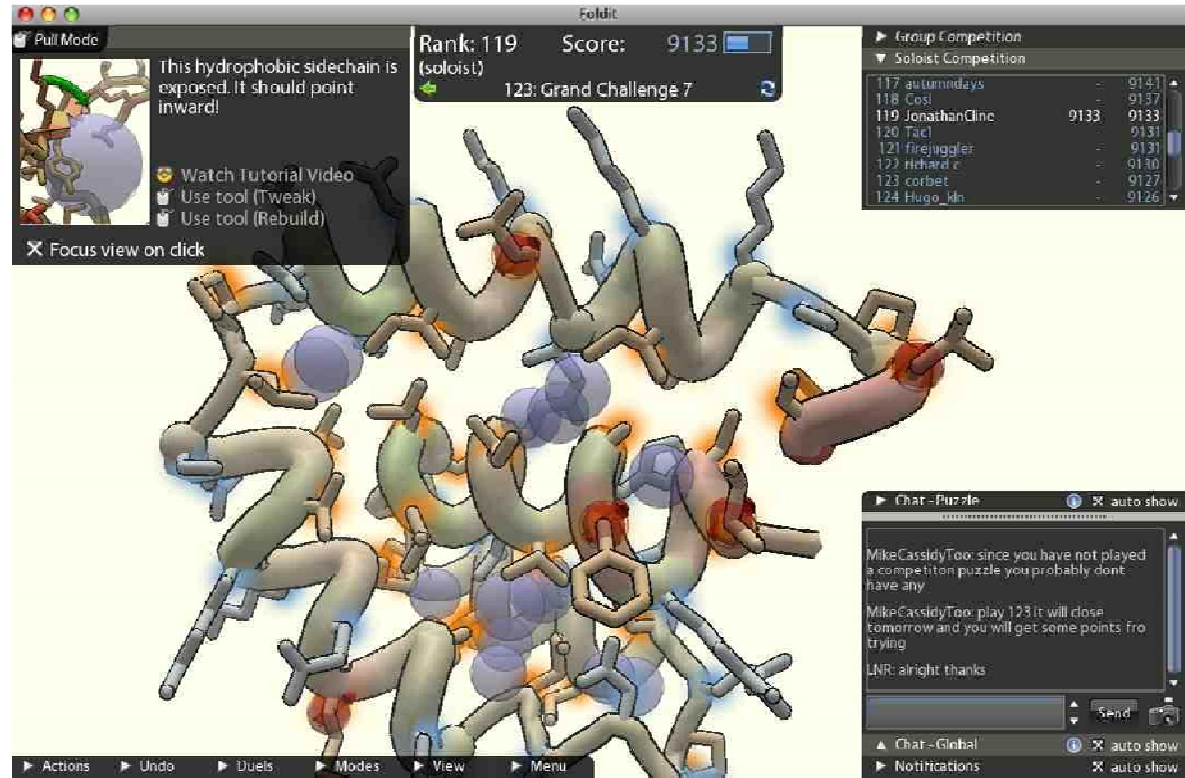 Foldit
Pull Mode
This hydrophobic sidechain is
exposed. It should point
inward!
Watch Tutorial Video
Use tool (Tweak)
Use tool (Rebuild)
Focus view on click
Rank: 119 Score: 9133
(soloist)
123: Grand Challenge 7
Group Competition
Soloist Competition
117 autumndays - 9141
118 Cosi - 9137
119 JonathanCline 9133 9133
120 Tac1 - 9131
121 firejuggler - 9131
122 richard c - 9130
123 corbet - 9127
124 Hugo_kln - 9126
Chat - Puzzle auto show
MikeCassidyToo: since you have not played
a competiton puzzle you probably dont
have any
MikeCassidyToo: play 123 it will close
tomorrow and you will get some points fro
trying
LNR: alright thanks
Send
Chat - Global auto show
Notifications auto show
Actions Undo Duels Modes View Menu